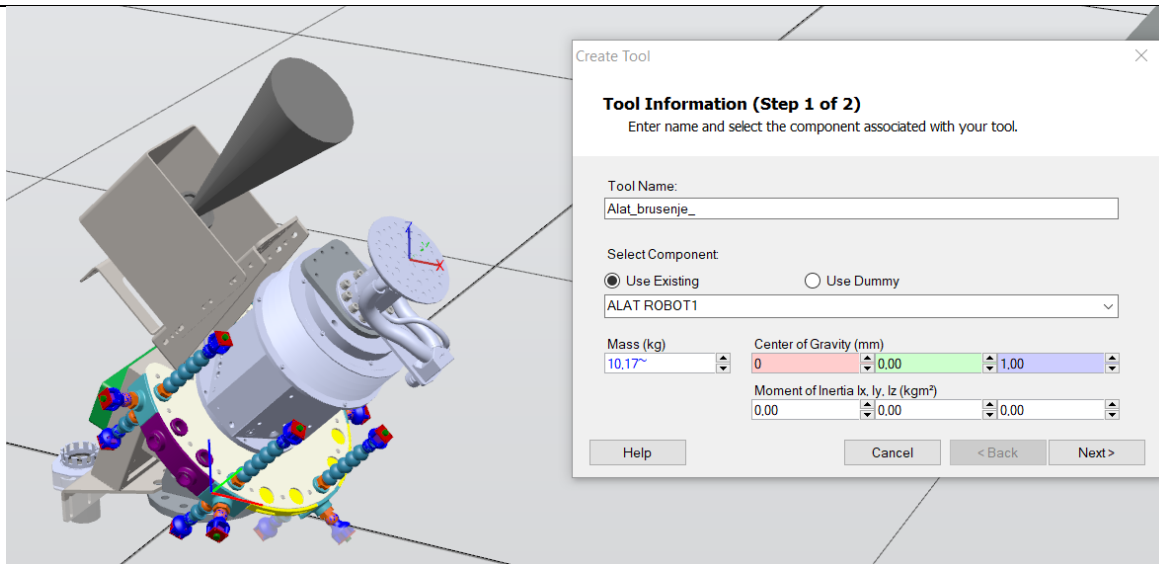 Create Tool
Tool Information (Step 1 of 2)
Enter name and select the component associated with your tool.
Tool Name:
Alat_brusenje_
Select Component
Use Existing Use Dummy
ALAT ROBOT1
Mass (kg) Center of Gravity (mm)
10,17~ 0 0,00 1,00
Moment of Inertia Ix, Iy, Iz (kgm²)
0,00 0,00 0,00
Help Cancel <Back Next>
Z
X